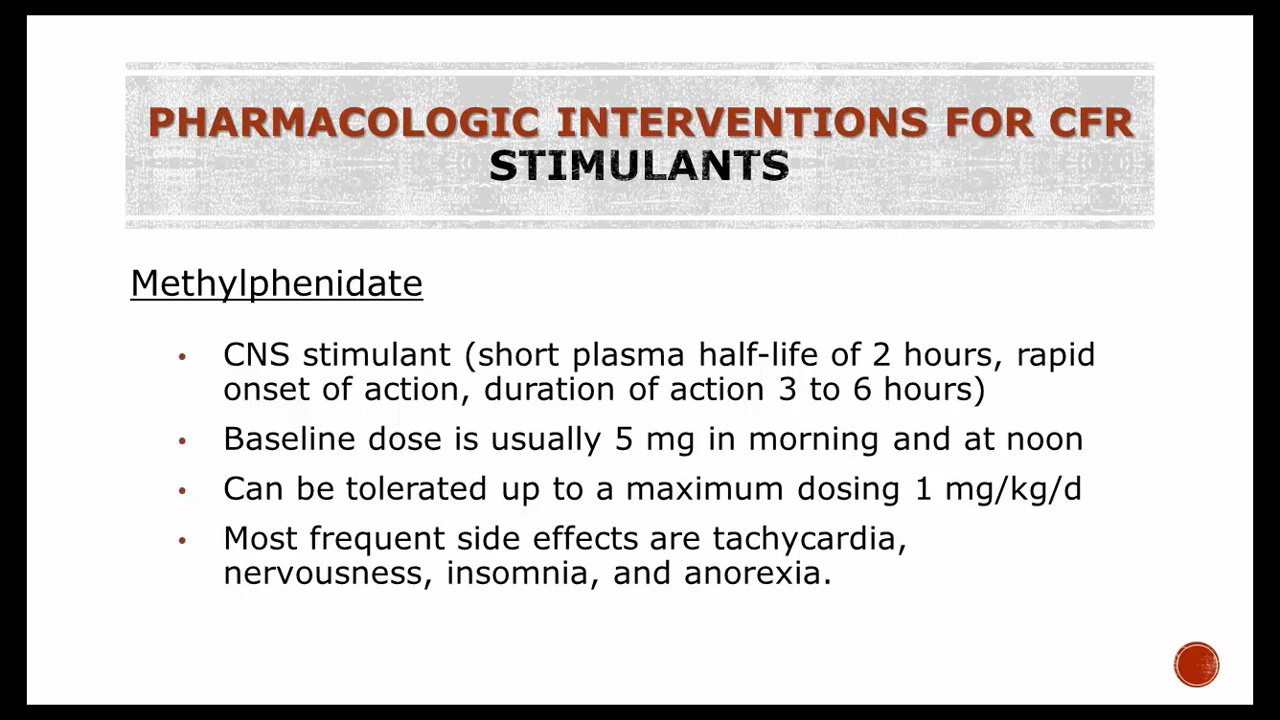 PHARMACOLOGIC INTERVENTIONS FOR CFR
STIMULANTS
Methylphenidate
• CNS stimulant (short plasma half-life of 2 hours, rapid
onset of action, duration of action 3 to 6 hours)
• Baseline dose is usually 5 mg in morning and at noon
• Can be tolerated up to a maximum dosing 1 mg/kg/d
• Most frequent side effects are tachycardia,
nervousness, insomnia, and anorexia.